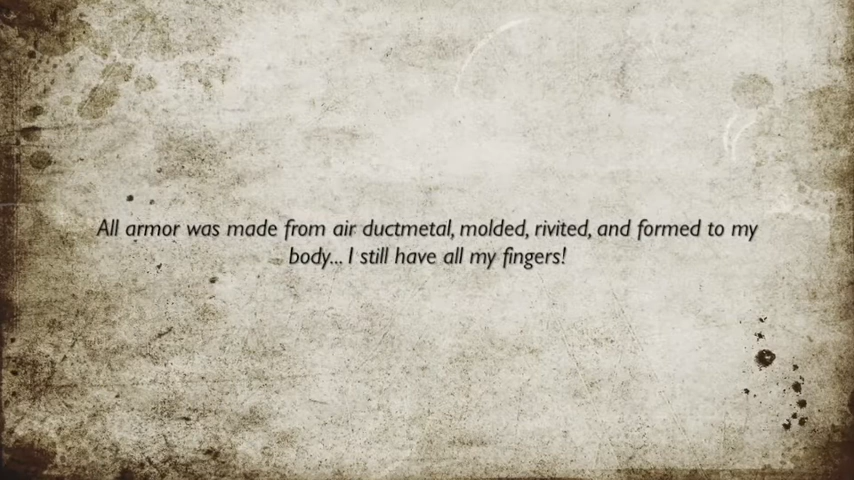 All armor was made from air ductmetal, molded, rivited, and formed to my
body... I still have all my fingers!